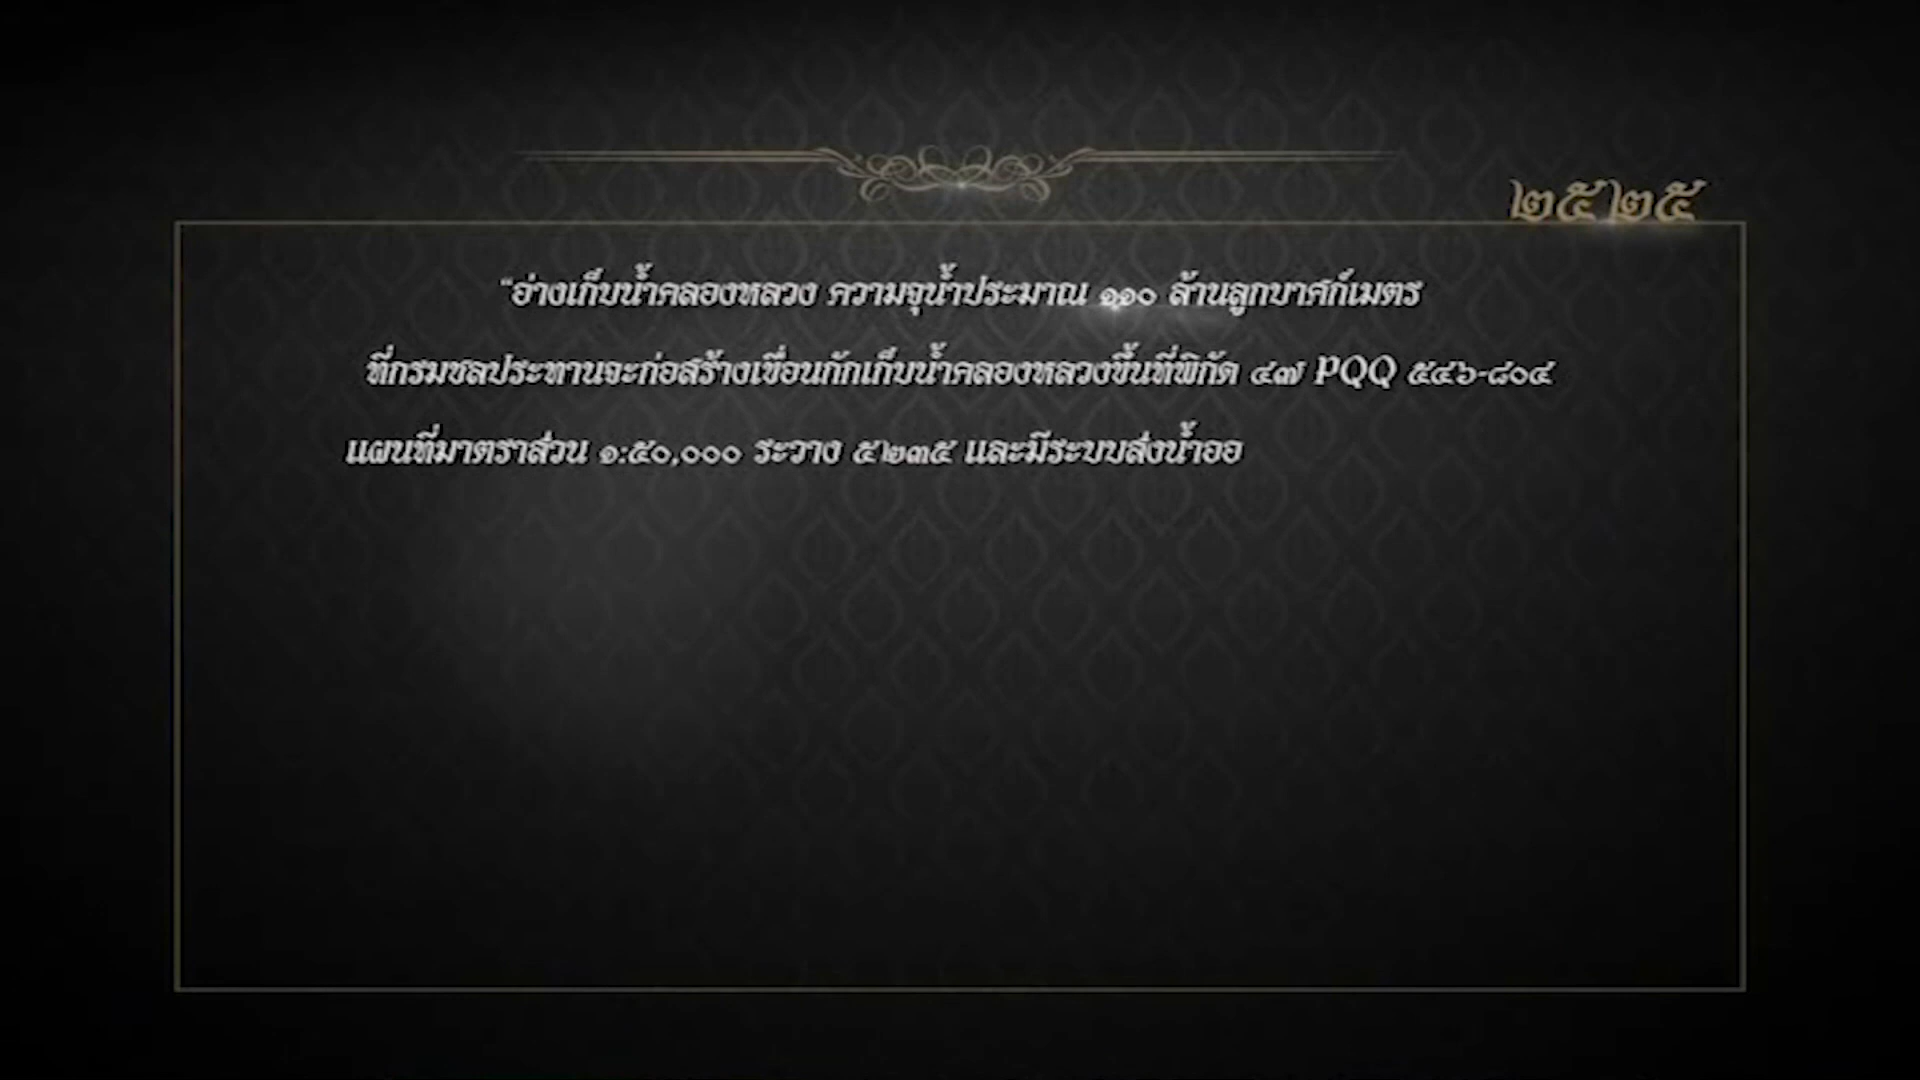 ๒๕๒๕
“อ่างเก็บน้ำคลองหลวง ความจุน้ำประมาณ ๑๑๐ ล้านลูกบาศก์เมตร
ที่กรมชลประทานจะก่อสร้างเขื่อนกักเก็บน้ำคลองหลวงขึ้นที่พิกัด ๔๗ PQQ ๕๔๖-๘๐๔
แผนที่มาตราส่วน ๑:๕๐,๐๐๐ ระวาง ๕๒๓๕ และมีระบบส่งน้ำออ